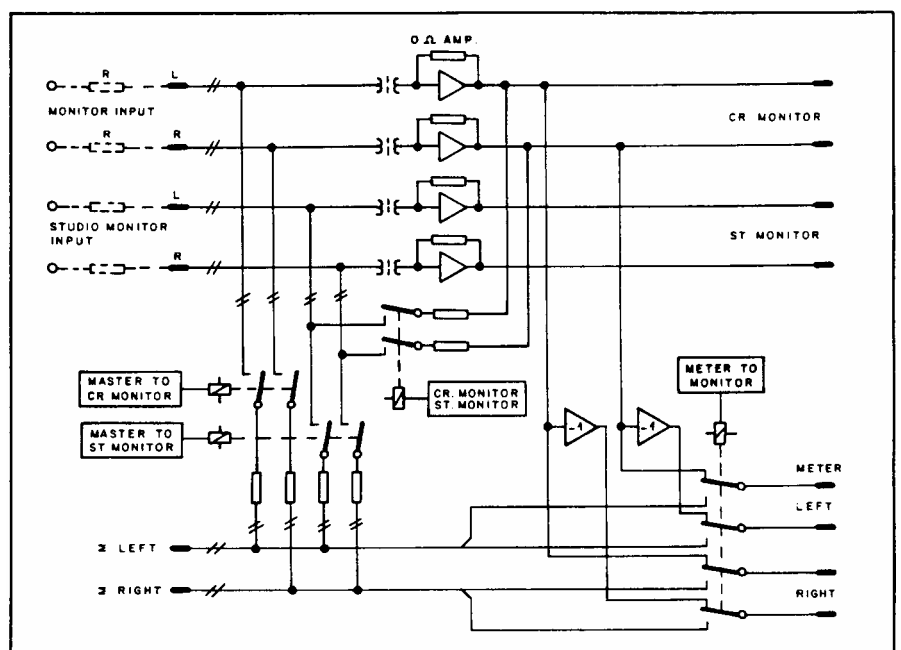 0 Ω AMP.
R L
MONITOR INPUT
CR MONITOR
R R
L
STUDIO MONITOR
INPUT
ST MONITOR
R
MASTER TO
CR MONITOR
CR. MONITOR
ST. MONITOR
METER TO
MONITOR
MASTER TO
ST MONITOR
-1 -1
METER
LEFT
Σ LEFT
Σ RIGHT
RIGHT